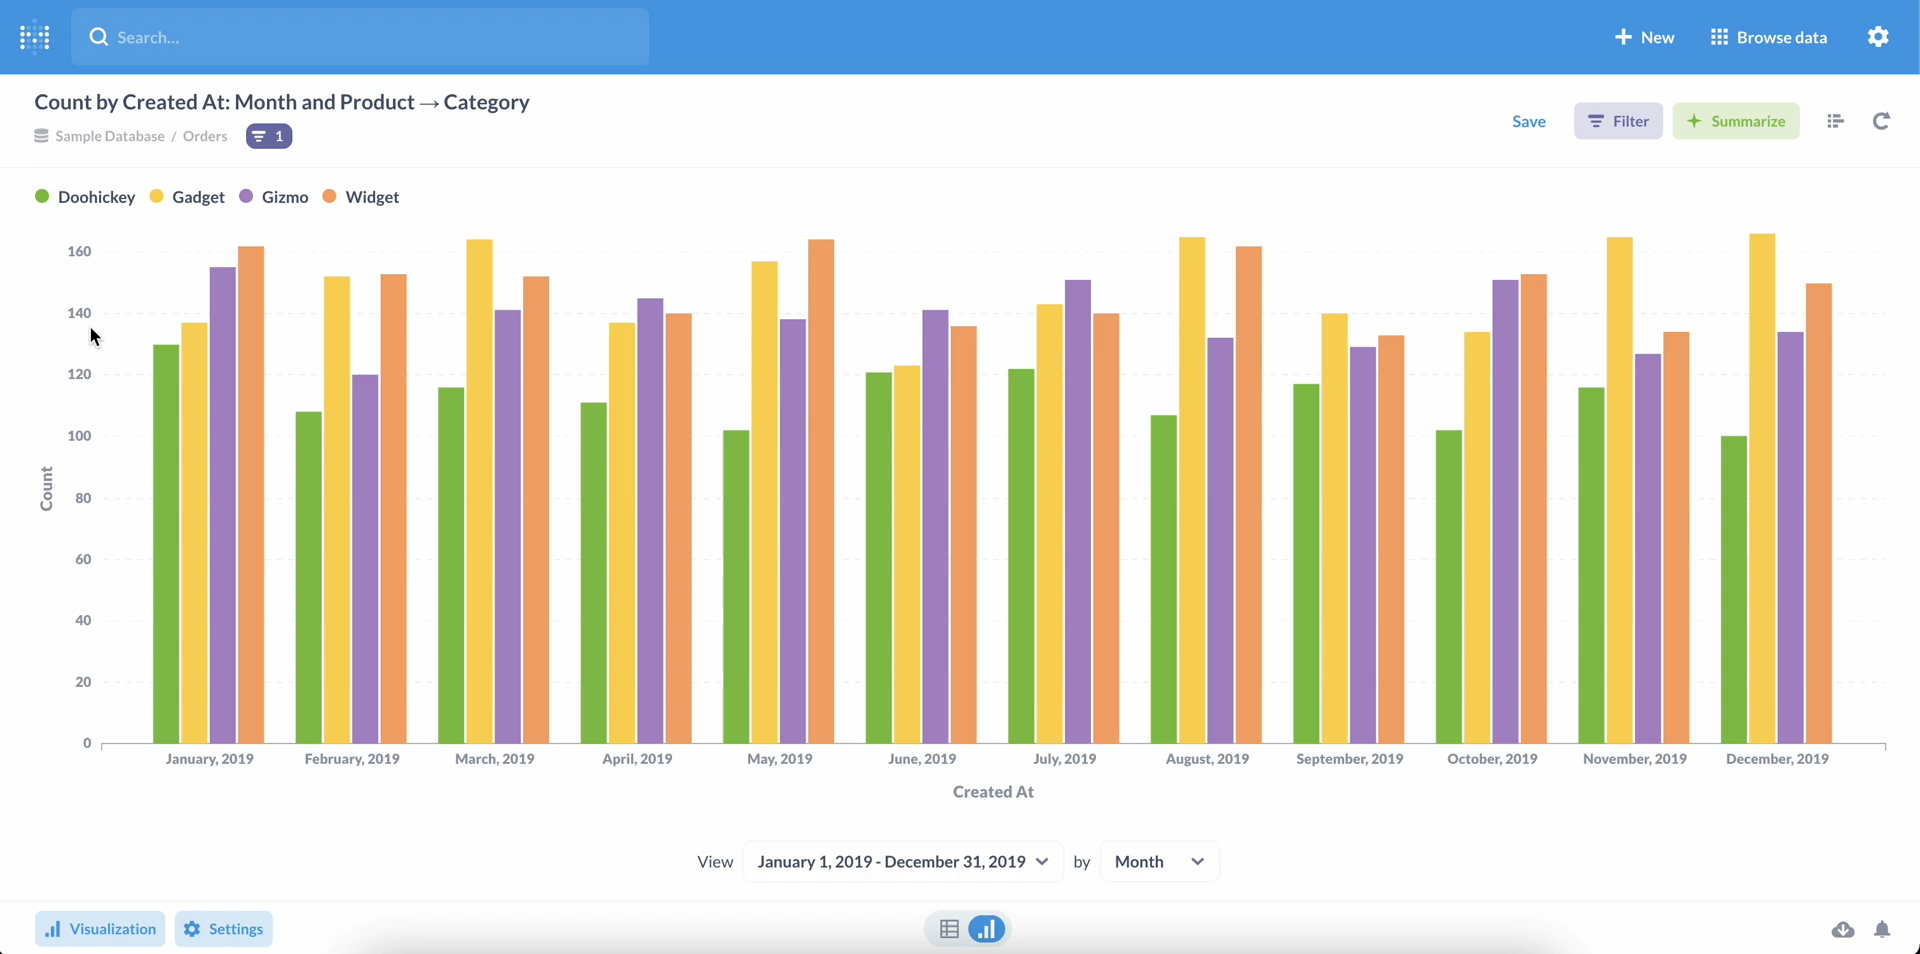 Search...
New
Browse data
Count by Created At: Month and Product → Category
Sample Database / Orders
1
Save
Filter
Summarize
Doohickey
Gadget
Gizmo
Widget
160
140
120
100
80
60
40
20
0
Count
January, 2019
February, 2019
March, 2019
April, 2019
May, 2019
June, 2019
July, 2019
August, 2019
September, 2019
October, 2019
November, 2019
December, 2019
Created At
View
January 1, 2019 - December 31, 2019
by
Month
Visualization
Settings